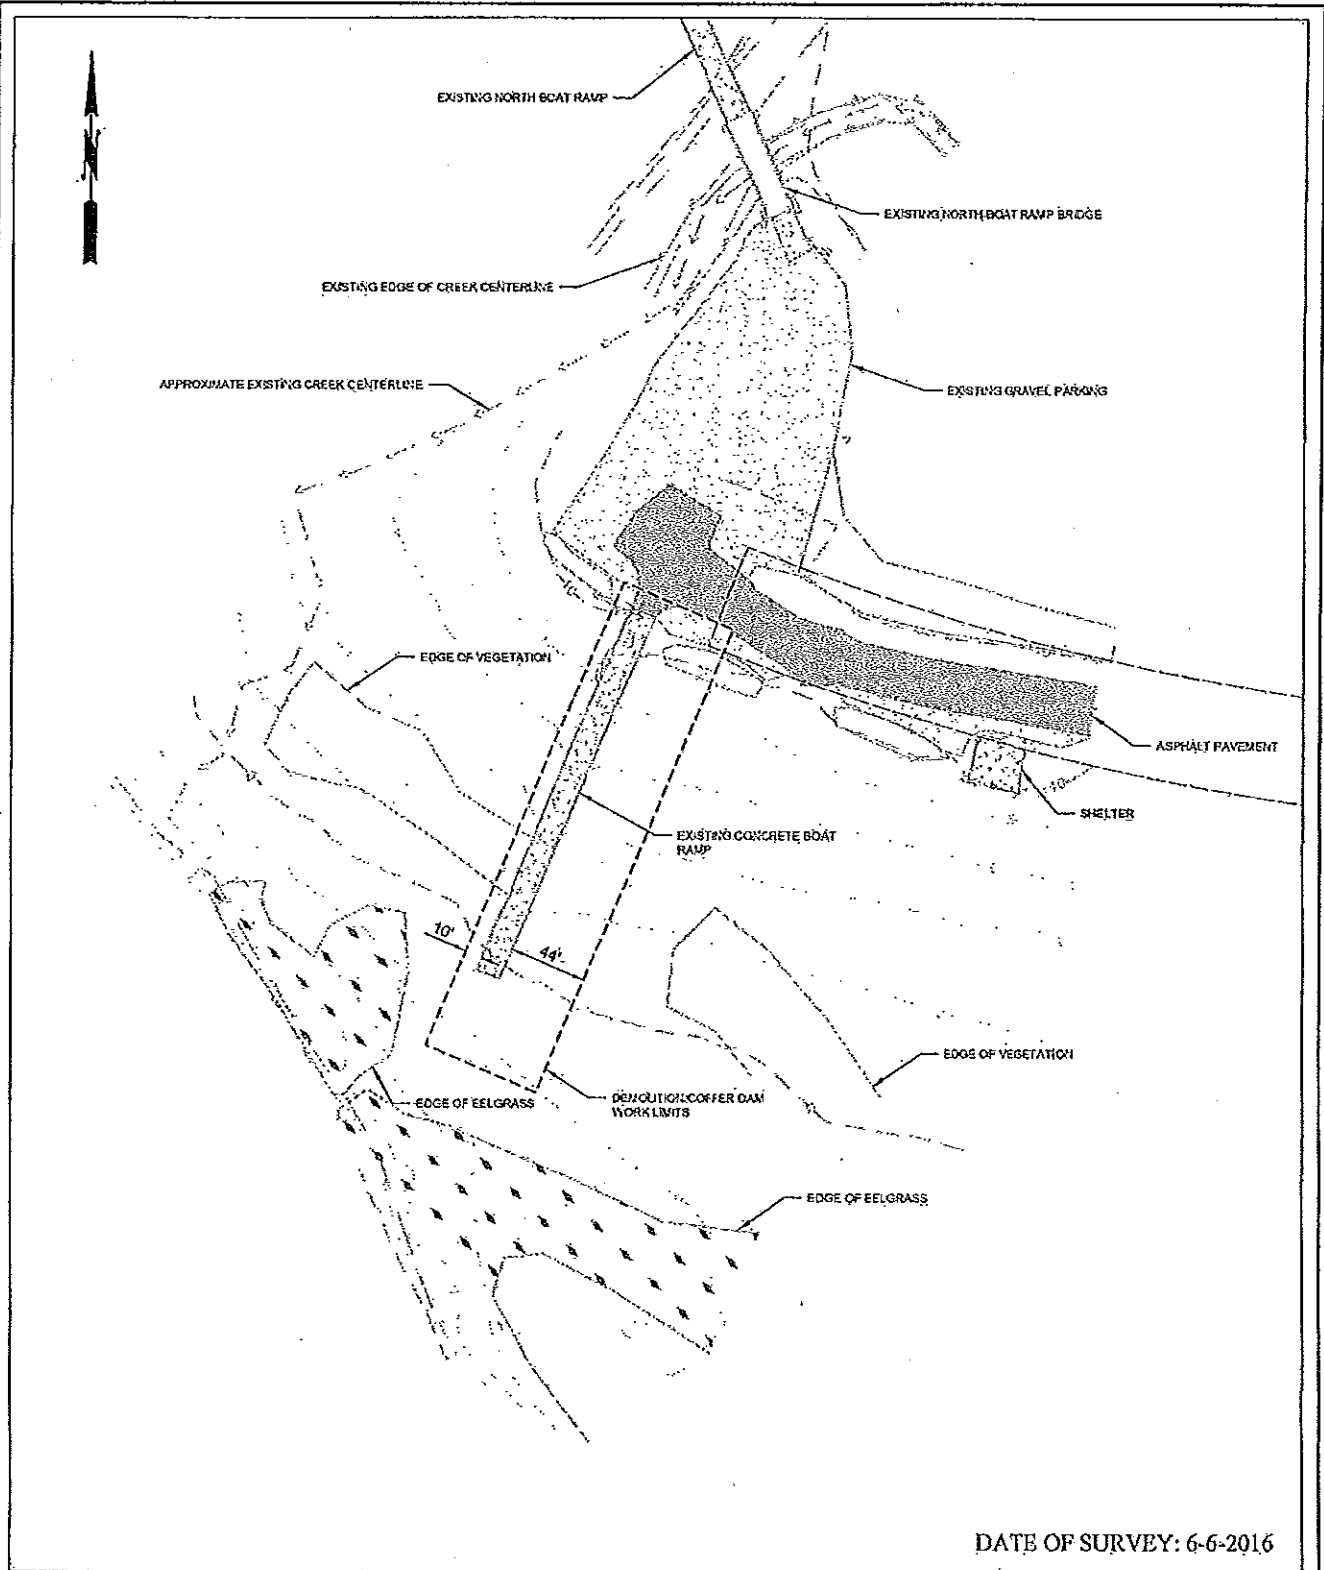 EXISTING NORTH BOAT RAMP
N
EXISTING NORTH BOAT RAMP BRIDGE
EXISTING EDGE OF CREEK CENTERLINE
APPROXIMATE EXISTING CREEK CENTERLINE
EXISTING GRAVEL PARKING
10
EDGE OF VEGETATION
ASPHALT PAVEMENT
10
SHELTER
EXISTING CONCRETE BOAT
RAMP
10'
44'
EDGE OF VEGETATION
EDGE OF EELGRASS
DEMOLITION/COFFER DAM
WORK LIMITS
EDGE OF EELGRASS
DATE OF SURVEY: 6-6-2016